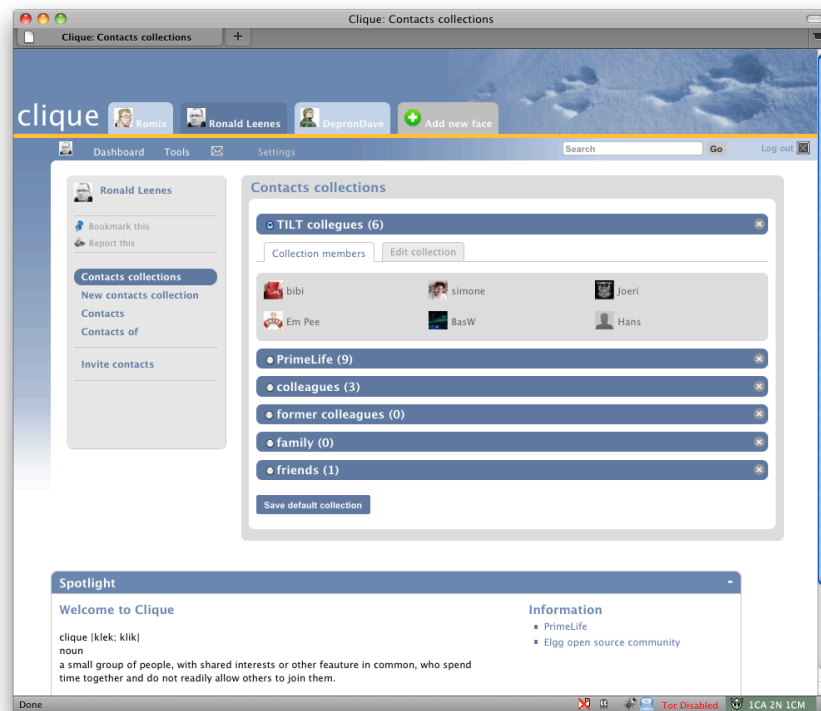 Clique: Contacts collections
Clique: Contacts collections +
clique Romix Ronald Leenes DepronDave Add new face
Dashboard Tools Settings Search Go Log out
Ronald Leenes
Bookmark this
Report this
Contacts collections
New contacts collection
Contacts
Contacts of
Invite contacts
Contacts collections
TILT collegues (6)
Collection members Edit collection
bibi simone Joeri
Em Pee BasW Hans
PrimeLife (9)
colleagues (3)
former colleagues (0)
family (0)
friends (1)
Save default collection
Spotlight -
Welcome to Clique
clique |klek; klik|
noun
a small group of people, with shared interests or other feauture in common, who spend
time together and do not readily allow others to join them.
Information
PrimeLife
Elgg open source community
Done Tor Disabled 1CA 2N 1CM